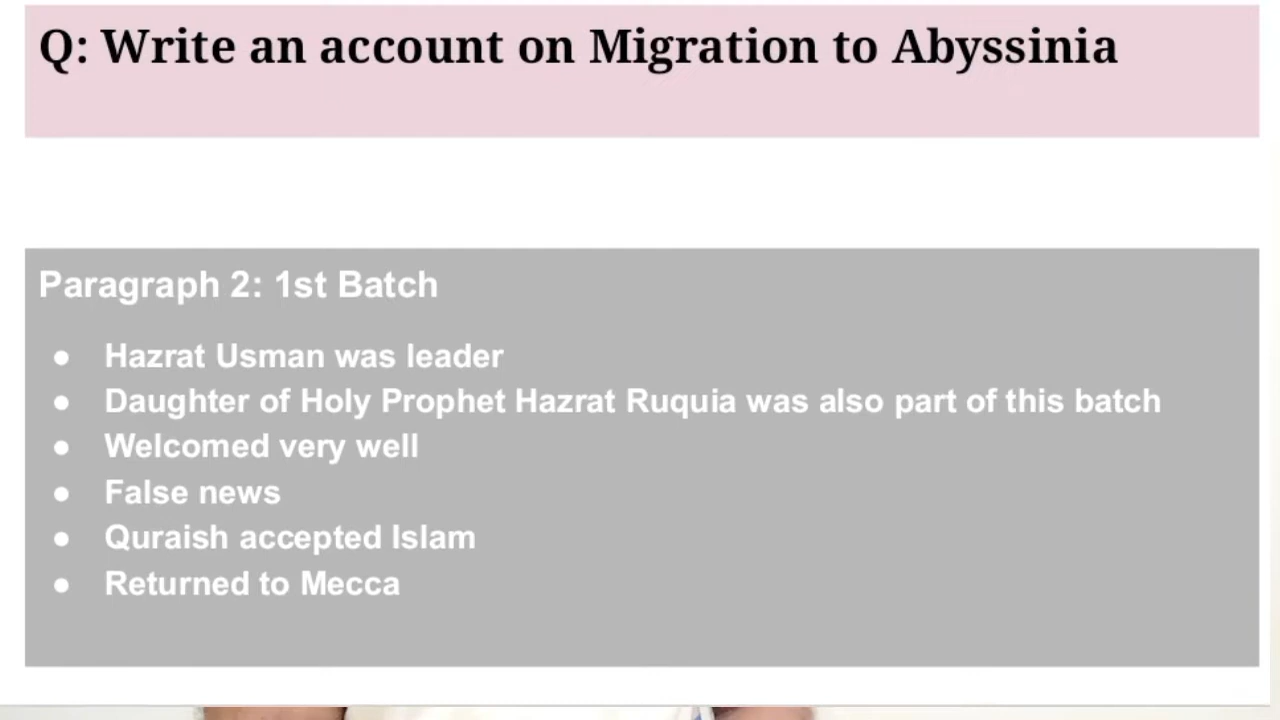 Q: Write an account on Migration to Abyssinia
Paragraph 2: 1st Batch
● Hazrat Usman was leader
● Daughter of Holy Prophet Hazrat Ruquia was also part of this batch
● Welcomed very well
● False news
● Quraish accepted Islam
● Returned to Mecca